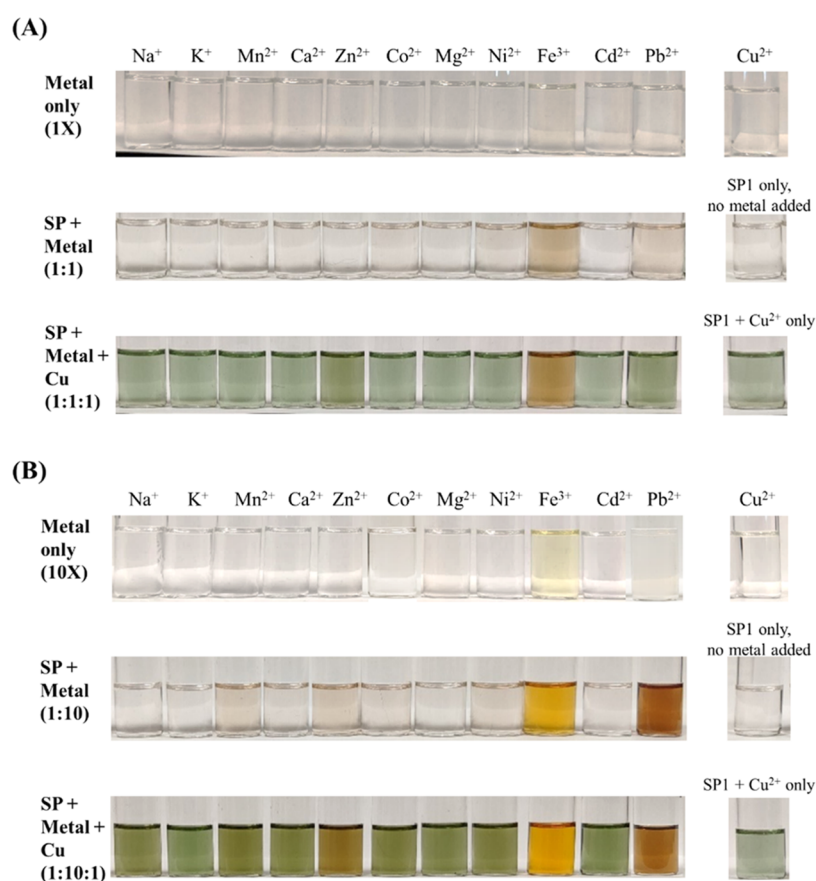 (A)
Na⁺ K⁺ Mn²⁺ Ca²⁺ Zn²⁺ Co²⁺ Mg²⁺ Ni²⁺ Fe³⁺ Cd²⁺ Pb²⁺ Cu²⁺
Metal
only
(1X)
SP1 only,
no metal added
SP +
Metal
(1:1)
SP1 + Cu²⁺ only
SP +
Metal +
Cu
(1:1:1)
(B)
Na⁺ K⁺ Mn²⁺ Ca²⁺ Zn²⁺ Co²⁺ Mg²⁺ Ni²⁺ Fe³⁺ Cd²⁺ Pb²⁺ Cu²⁺
Metal
only
(10X)
SP1 only,
no metal added
SP +
Metal
(1:10)
SP1 + Cu²⁺ only
SP +
Metal +
Cu
(1:10:1)